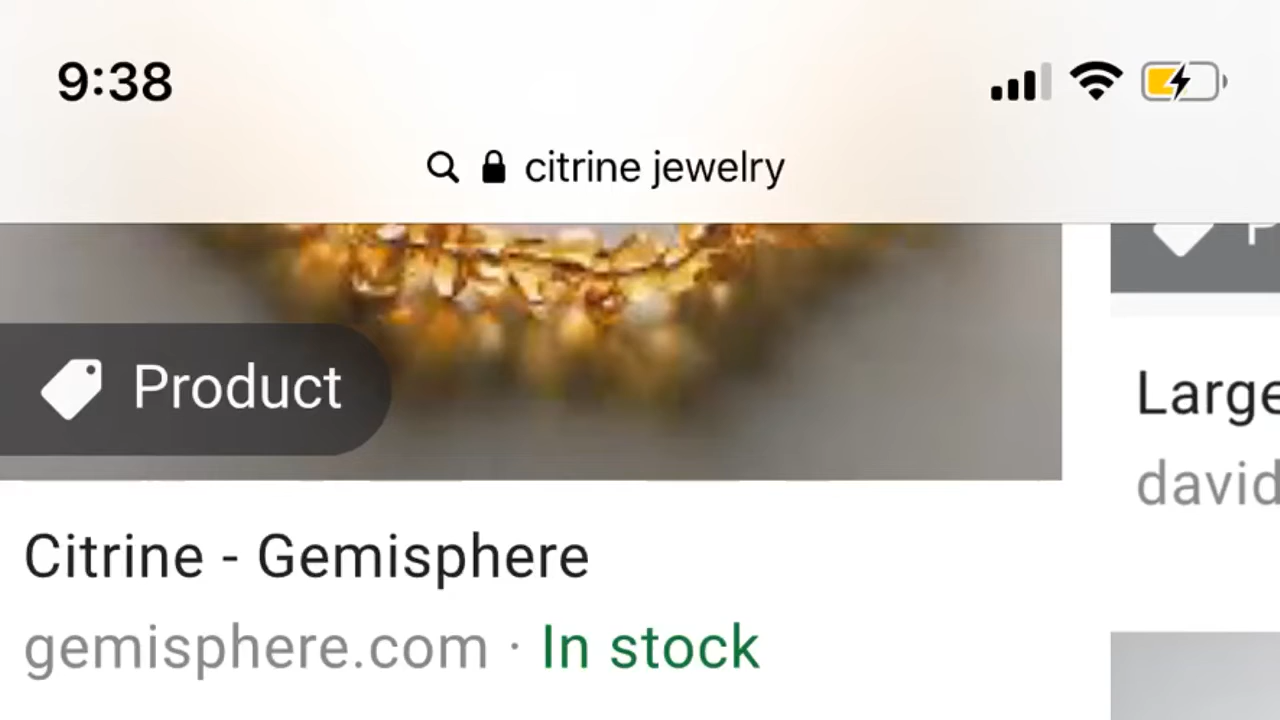 9:38
citrine jewelry
Product
Large
david
Citrine - Gemisphere
gemisphere.com · In stock